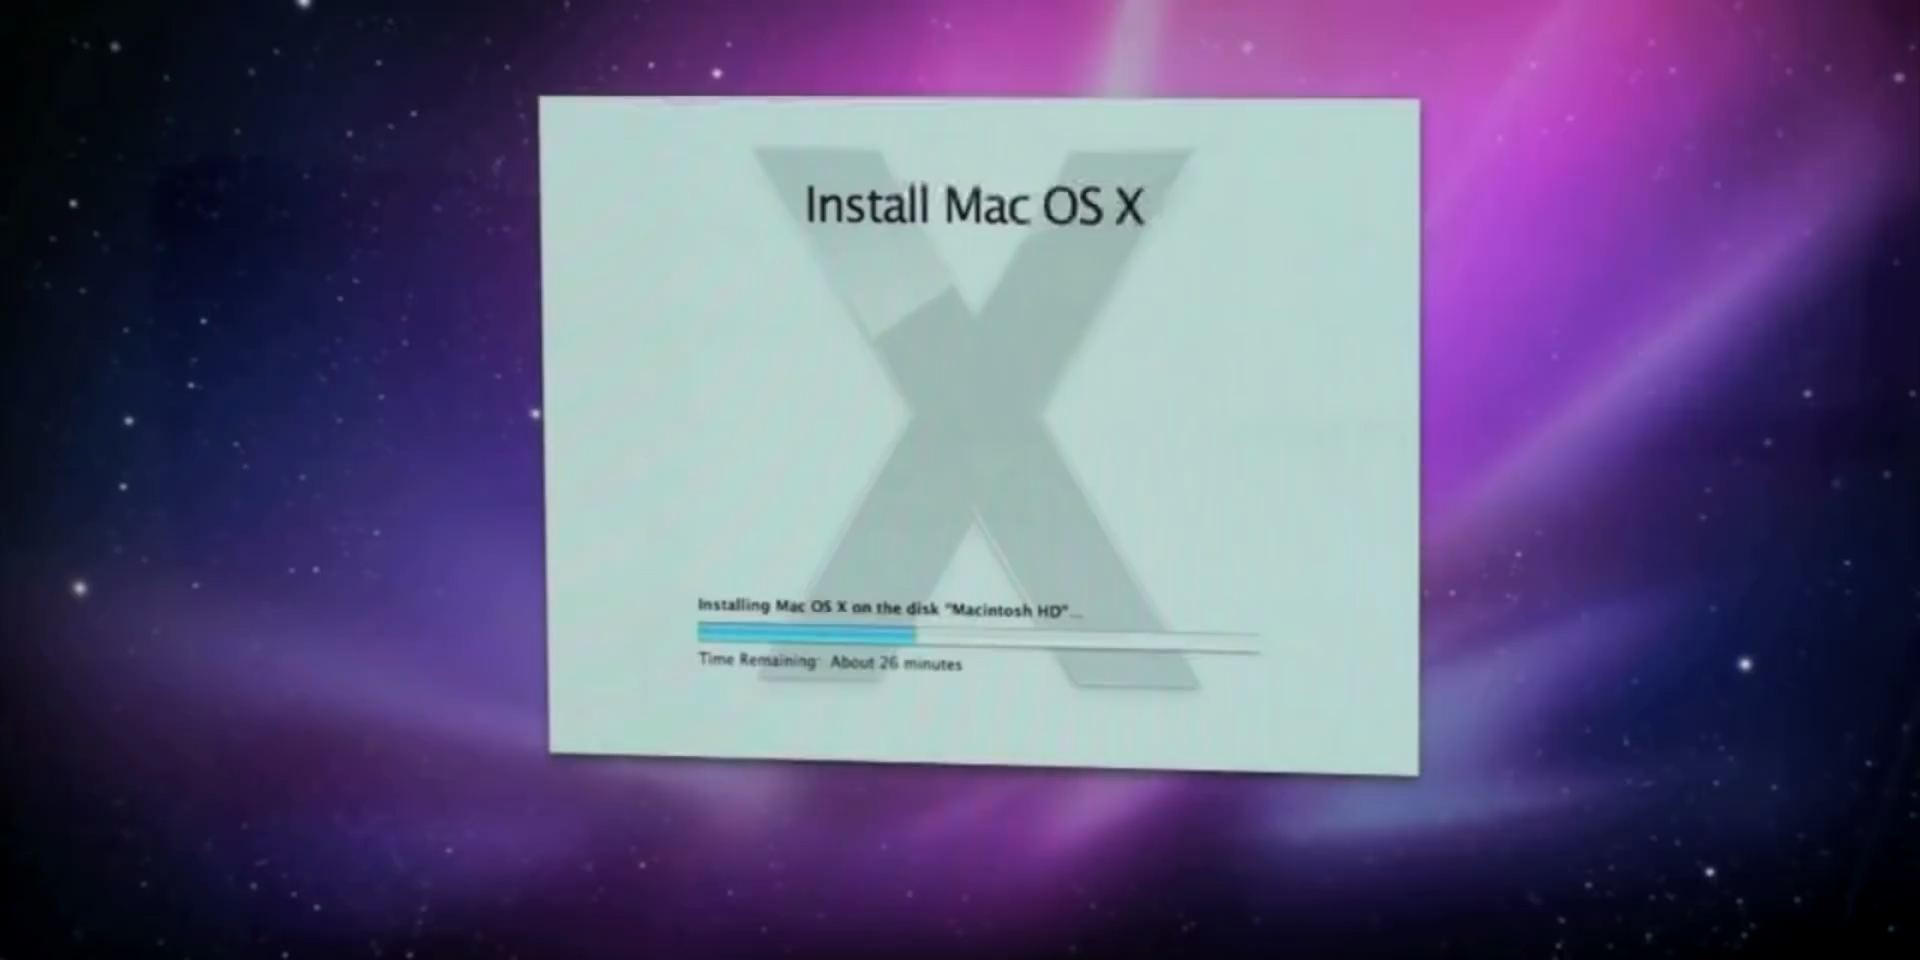 Install Mac OS X
Installing Mac OS X on the disk "Macintosh HD"...
Time Remaining: About 26 minutes